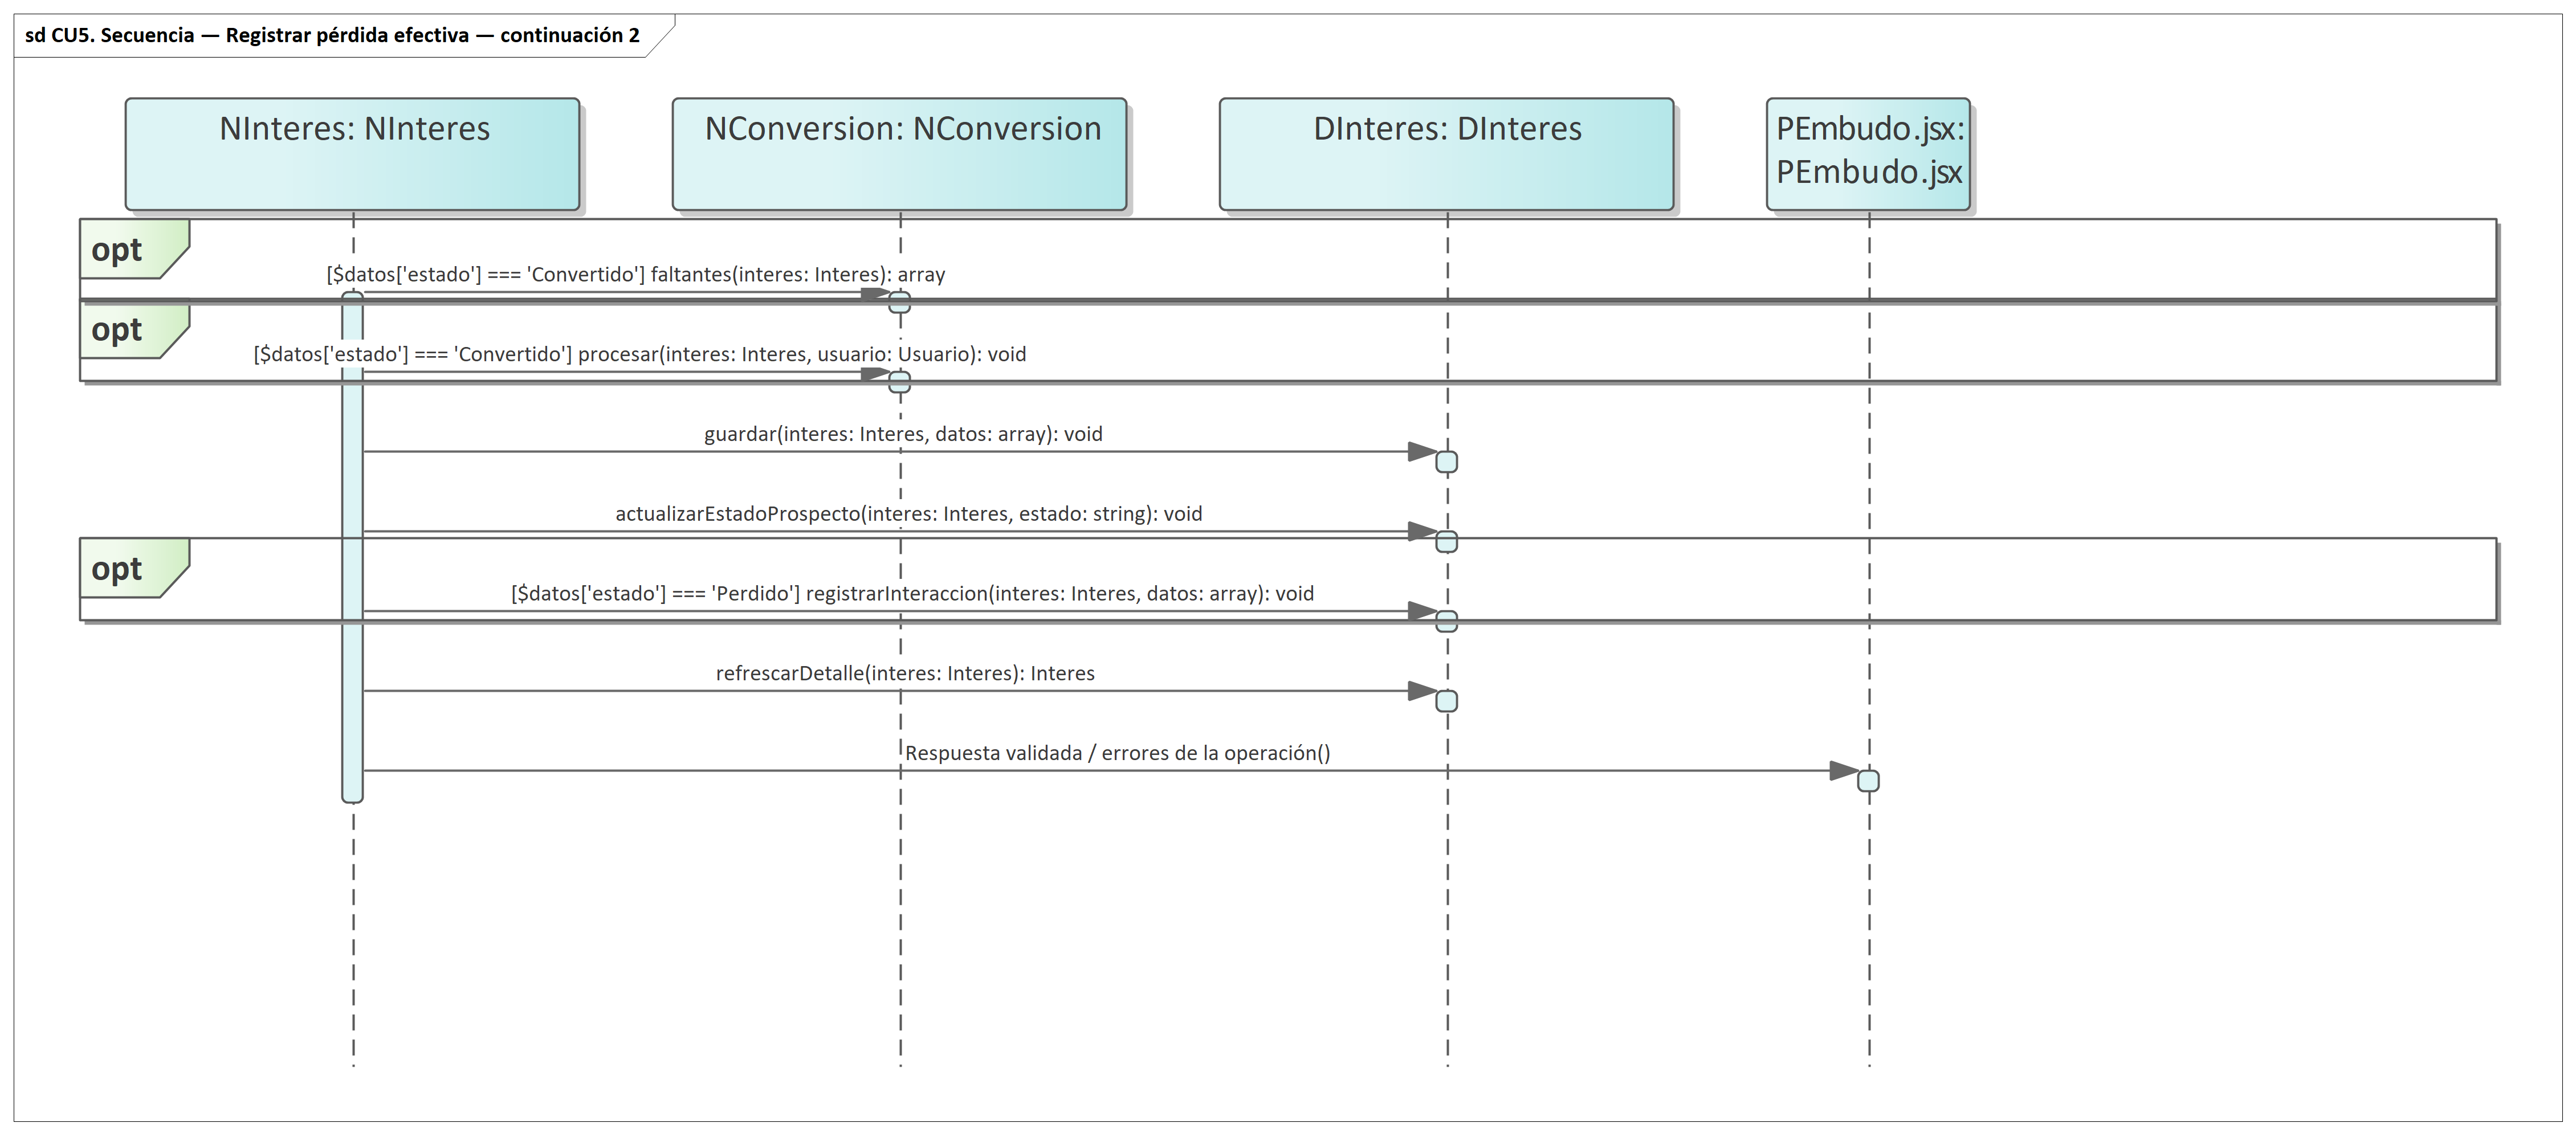 sd CU5. Secuencia — Registrar pérdida efectiva — continuación 2
NInteres: NInteres
NConversion: NConversion
DInteres: DInteres
PEmbudo.jsx:
PEmbudo.jsx
opt
[$datos['estado'] === 'Convertido'] faltantes(interes: Interes): array
opt
[$datos['estado'] === 'Convertido'] procesar(interes: Interes, usuario: Usuario): void
guardar(interes: Interes, datos: array): void
actualizarEstadoProspecto(interes: Interes, estado: string): void
opt
[$datos['estado'] === 'Perdido'] registrarInteraccion(interes: Interes, datos: array): void
refrescarDetalle(interes: Interes): Interes
Respuesta validada / errores de la operación()